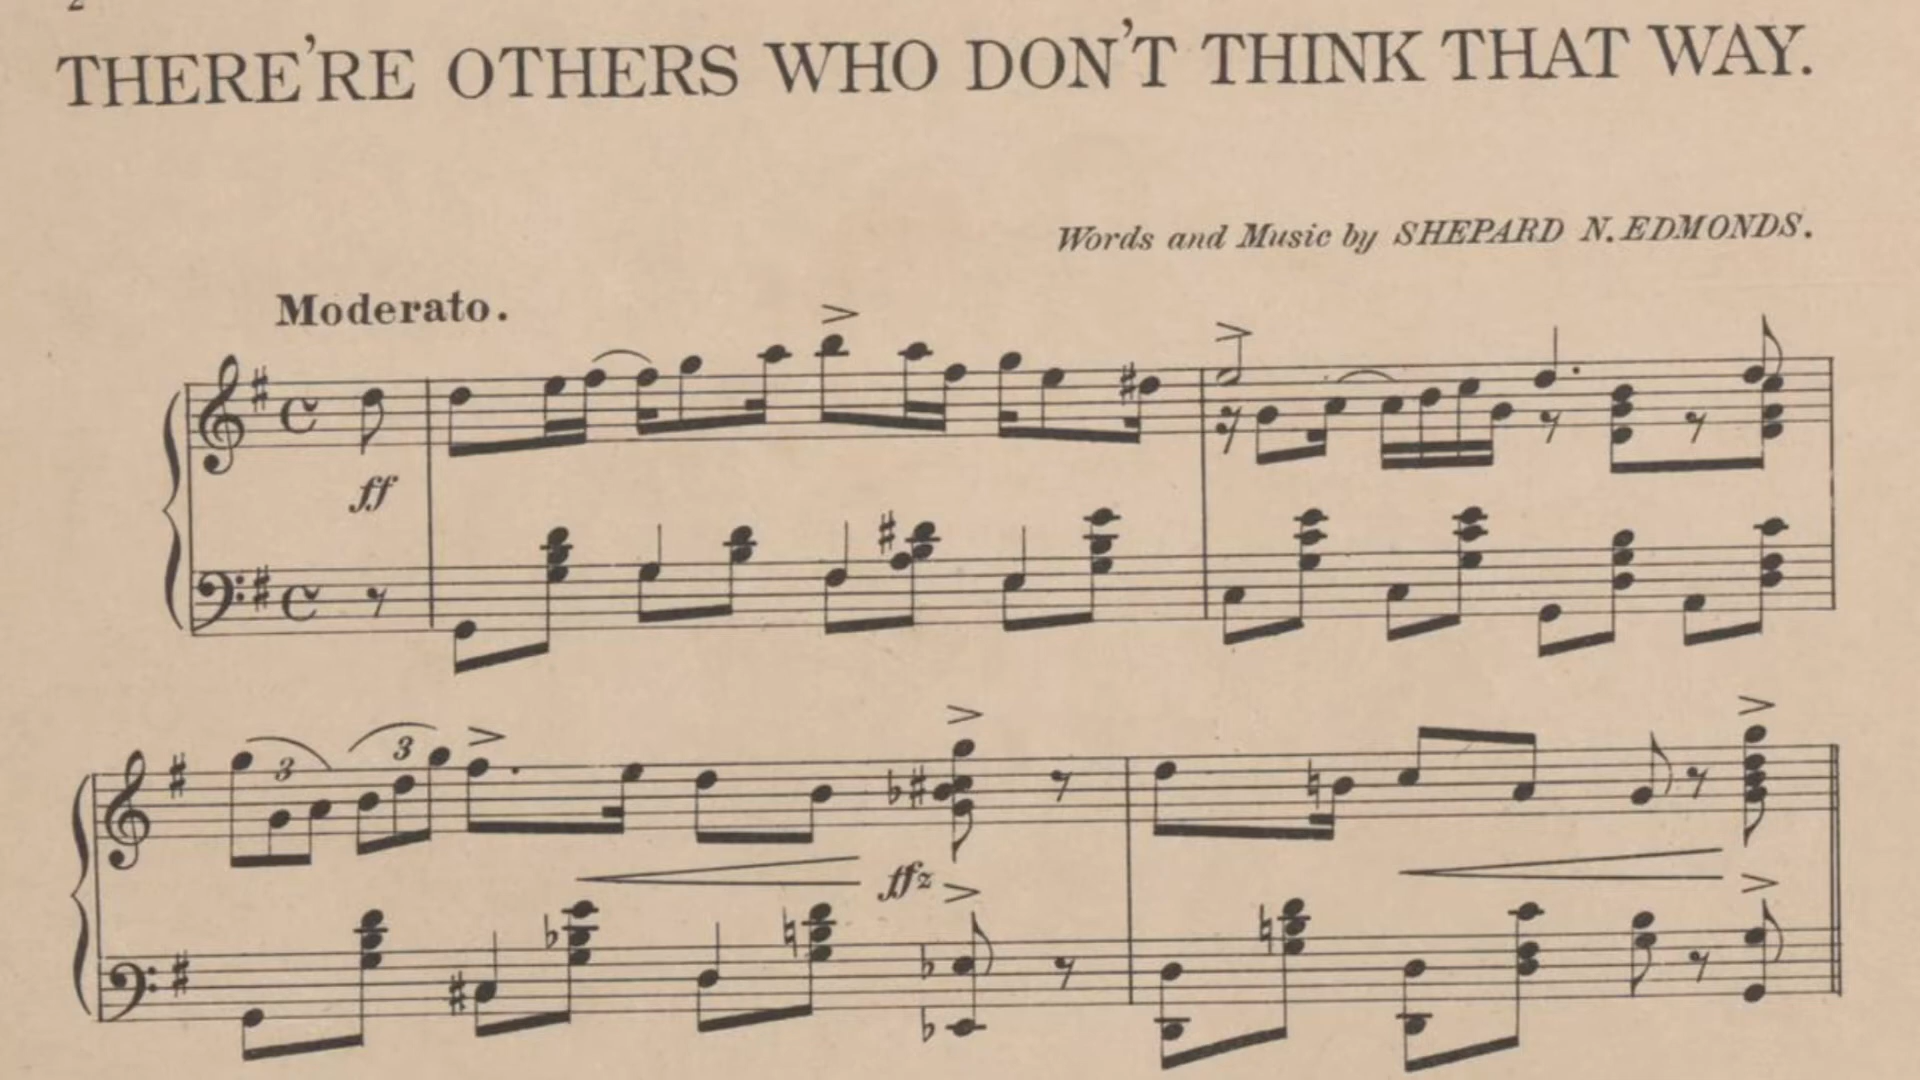 2
THERE'RE OTHERS WHO DON'T THINK THAT WAY.
Words and Music by SHEPARD N. EDMONDS.
Moderato.
ff
3 3
ffz